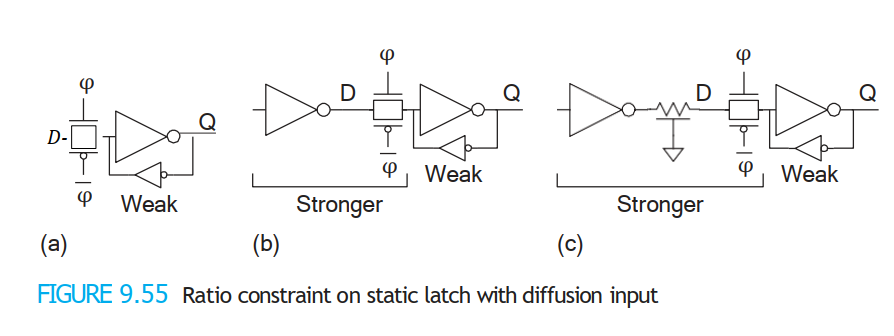 φ
D-
Q
φ̅
Weak
(a)
φ
D
Q
φ̅
Weak
Stronger
(b)
φ
D
Q
φ̅
Weak
Stronger
(c)
FIGURE 9.55 Ratio constraint on static latch with diffusion input